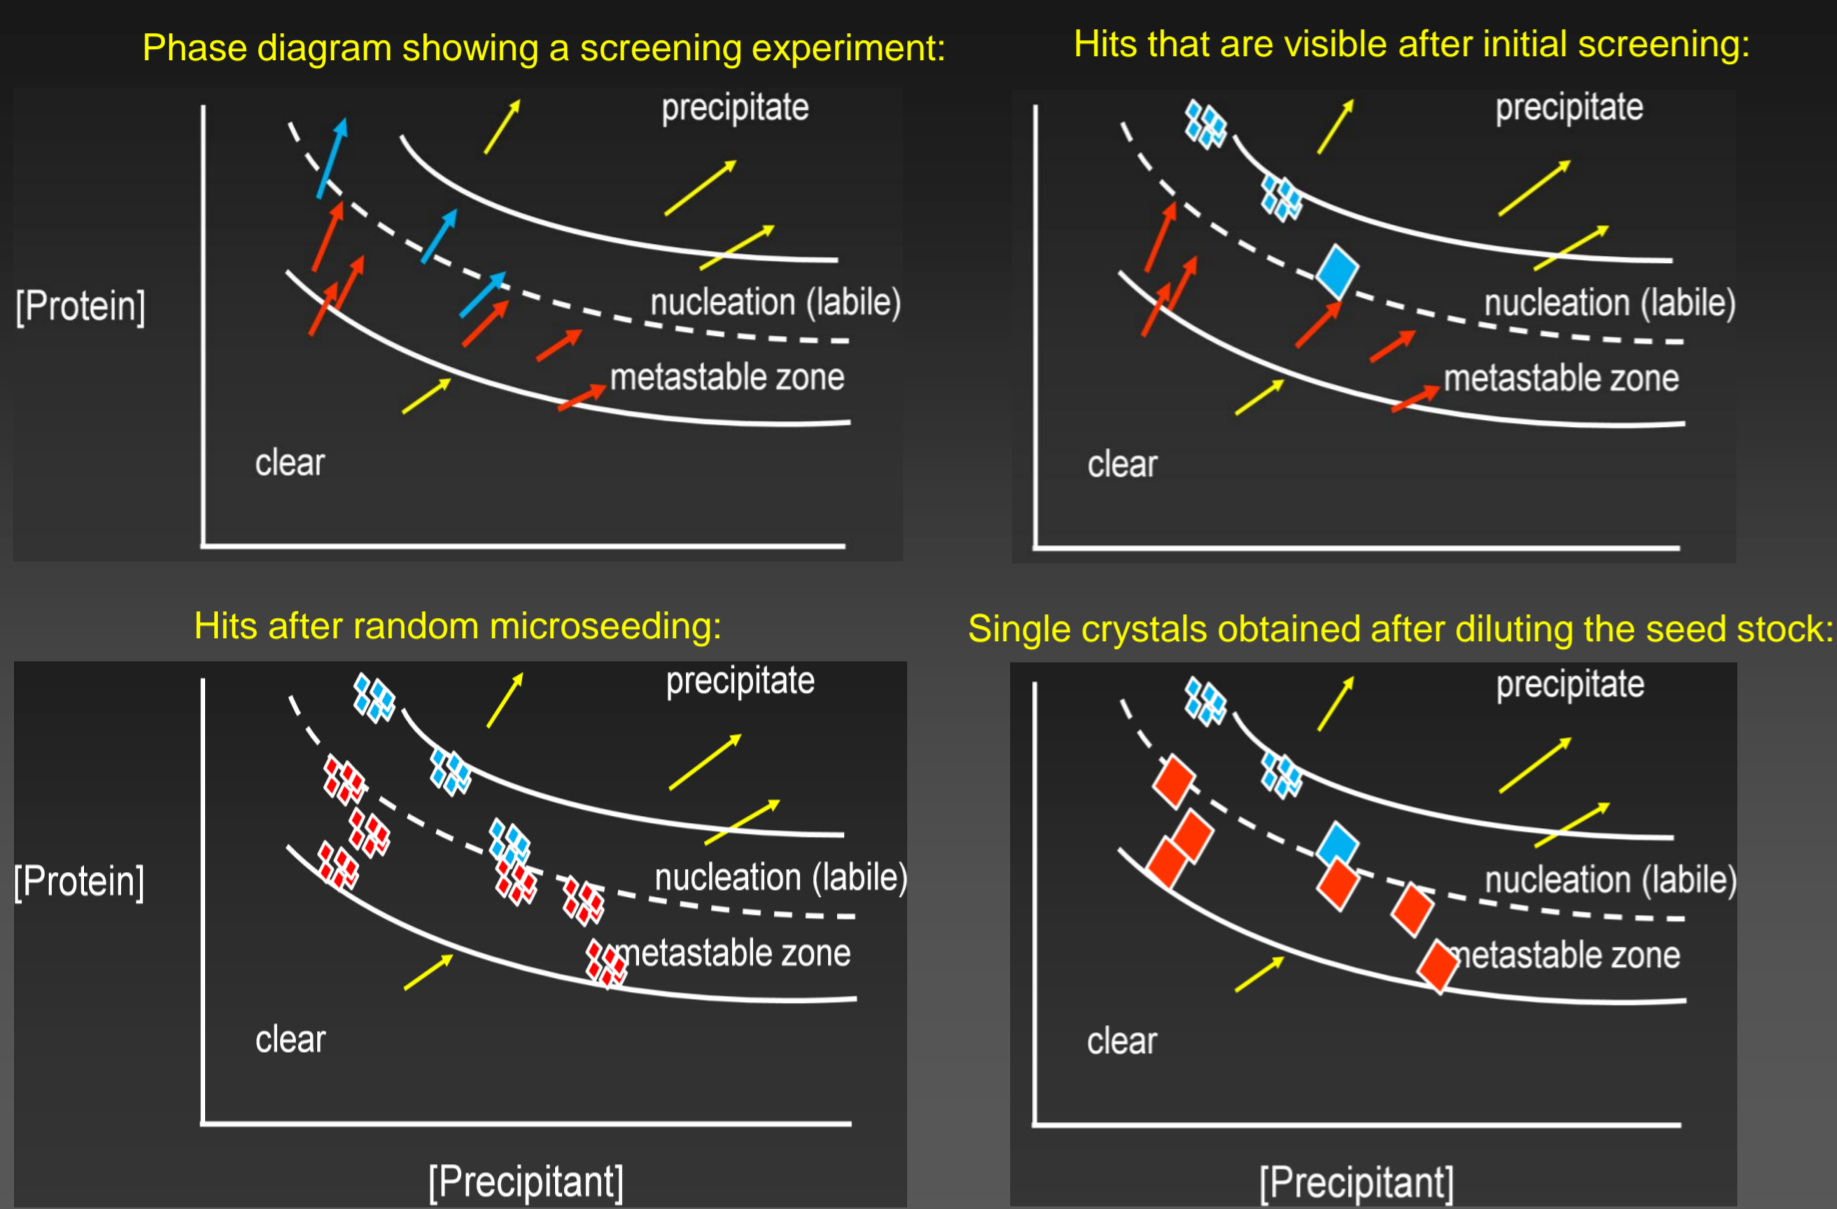 Phase diagram showing a screening experiment:
precipitate
[Protein]
nucleation (labile)
metastable zone
clear
Hits that are visible after initial screening:
precipitate
nucleation (labile)
metastable zone
clear
Hits after random microseeding:
precipitate
[Protein]
nucleation (labile)
metastable zone
clear
[Precipitant]
Single crystals obtained after diluting the seed stock:
precipitate
nucleation (labile)
metastable zone
clear
[Precipitant]